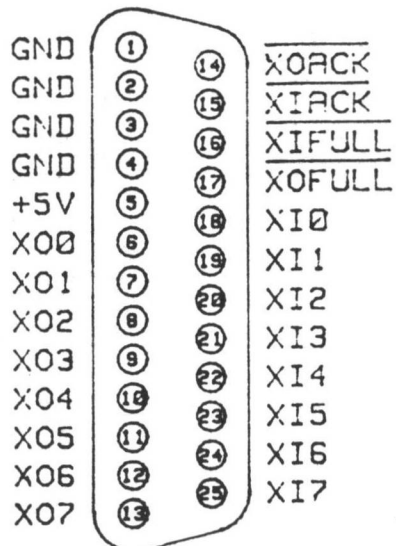 GND 1
GND 2
GND 3
GND 4
+5V 5
XO0 6
XO1 7
XO2 8
XO3 9
XO4 10
XO5 11
XO6 12
XO7 13
14 XOACK
15 XIACK
16 XIFULL
17 XOFULL
18 XI0
19 XI1
20 XI2
21 XI3
22 XI4
23 XI5
24 XI6
25 XI7